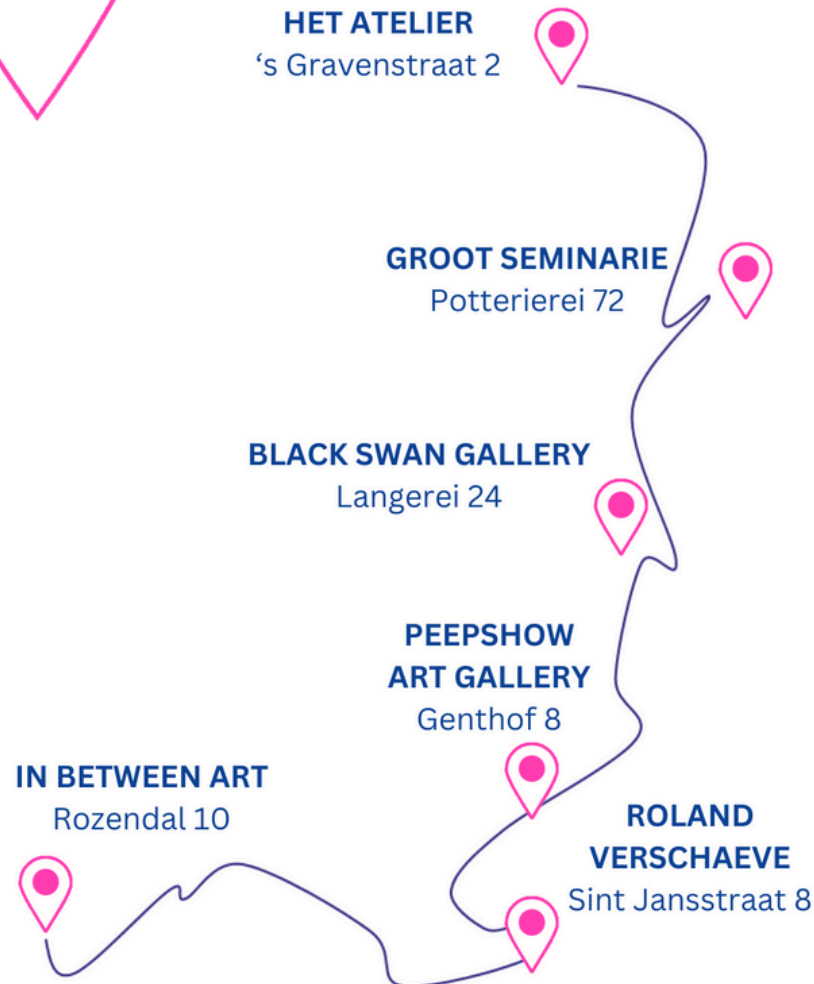 HET ATELIER
‘s Gravenstraat 2
GROOT SEMINARIE
Potterierei 72
BLACK SWAN GALLERY
Langerei 24
PEEPSHOW
ART GALLERY
Genthof 8
IN BETWEEN ART
Rozendal 10
ROLAND
VERSCHAEVE
Sint Jansstraat 8